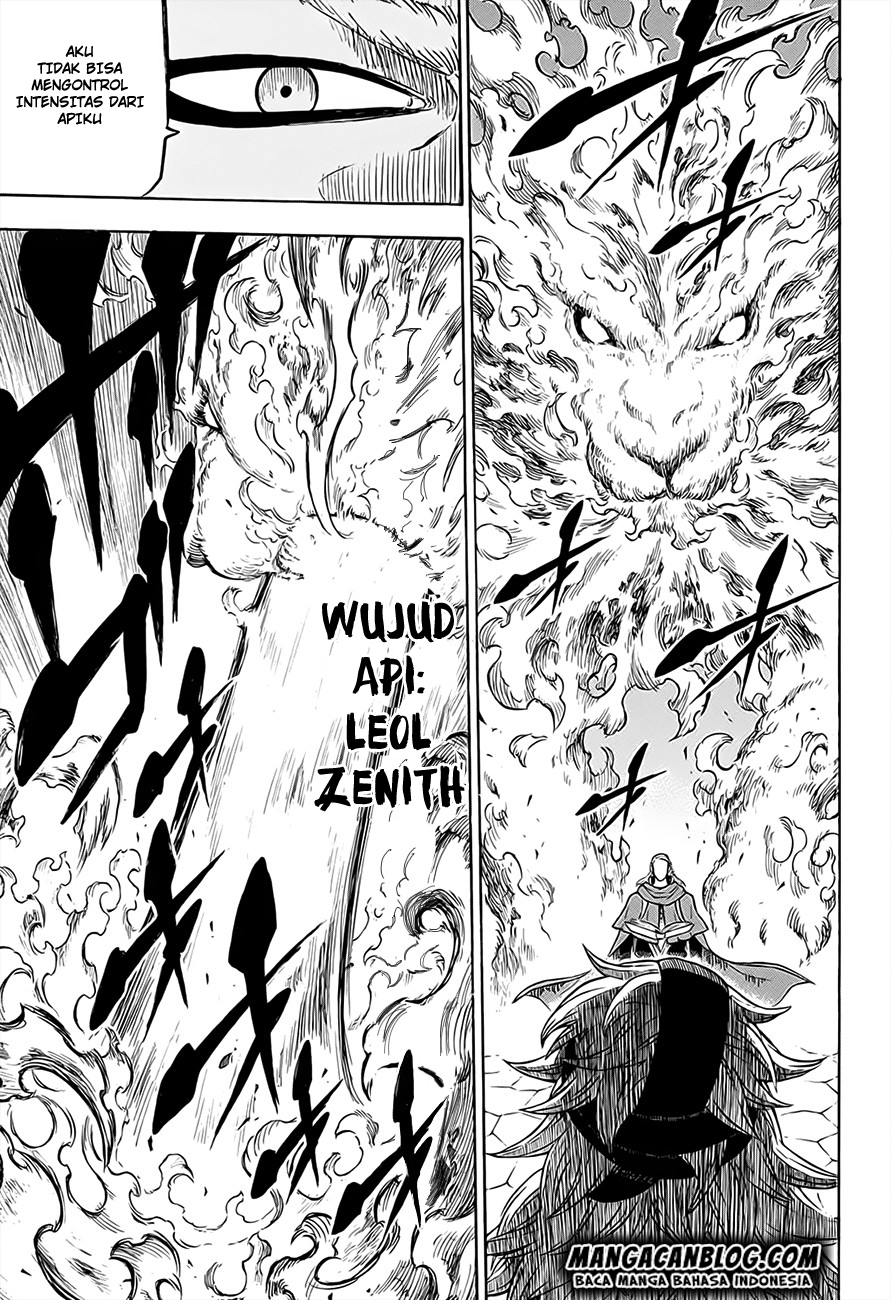 AKU
TIDAK BISA
MENGONTROL
INTENSITAS DARI
APIKU
WUJUD
API:
LEOL
ZENITH
MANGACANBLOG.COM
BACA MANGA BAHASA INDONESIA